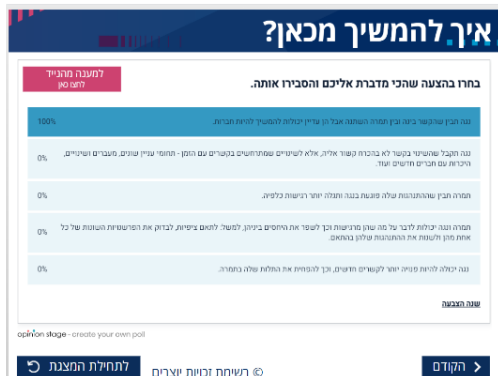 איך להמשיך מכאן?
למענה מהנייד
לחצו כאן
בחרו בהצעה שהכי מדברת אליכם והסבירו אותה.
נגה תבין שהקשר בינה ובין תמרה השתנה אבל הן עדיין יכולות להמשיך להיות חברות.
100%
נגה תקבל שהשינוי בקשר לא בהכרח קשור אליה, אלא לשינויים שמתרחשים בקשרים עם הזמן - תחומי עניין שונים, מעברים ושינויים,
היכרות עם חברים חדשים ועוד.
0%
תמרה תבין שההתנהגות שלה פוגעת בנגה ותגלה יותר רגישות כלפיה.
0%
תמרה ונגה יכולות לדבר על מה שהן מרגישות וכך לשפר את היחסים ביניהן, למשל: לתאם ציפיות, לבדוק את הפרשנויות השונות של כל
אחת מהן ולשנות את ההתנהגות שלהן בהתאם.
0%
נגה יכולה להיות פנויה יותר לקשרים חדשים, וכך להפחית את התלות שלה בתמרה.
0%
שנה הצבעה
opinion stage - create your own poll
הקודם
© רשימת זכויות יוצרים
לתחילת המצגת